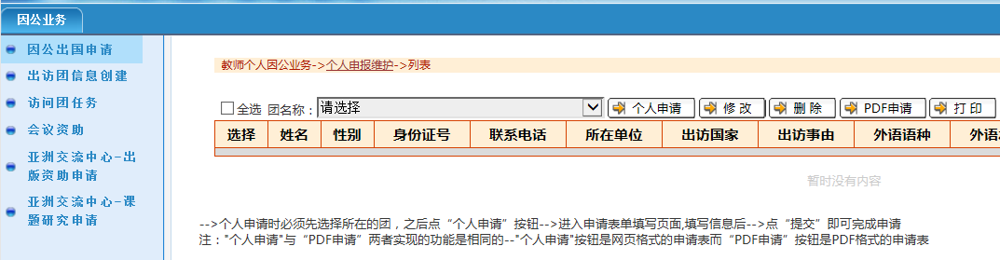 因公业务
因公出国申请
出访团信息创建
访问团任务
会议资助
亚洲交流中心-出
版资助申请
亚洲交流中心-课
题研究申请
教师个人因公业务->个人申报维护->列表
全选 团名称： 请选择 个人申请 修 改 删 除 PDF申请 打 印
选择 姓名 性别 身份证号 联系电话 所在单位 出访国家 出访事由 外语语种 外语
暂时没有内容
-->个人申请时必须先选择所在的团，之后点“个人申请”按钮-->进入申请表单填写页面,填写信息后-->点“提交”即可完成申请
注："个人申请"与“PDF申请”两者实现的功能是相同的--"个人申请"按钮是网页格式的申请表而“PDF申请”按钮是PDF格式的申请表